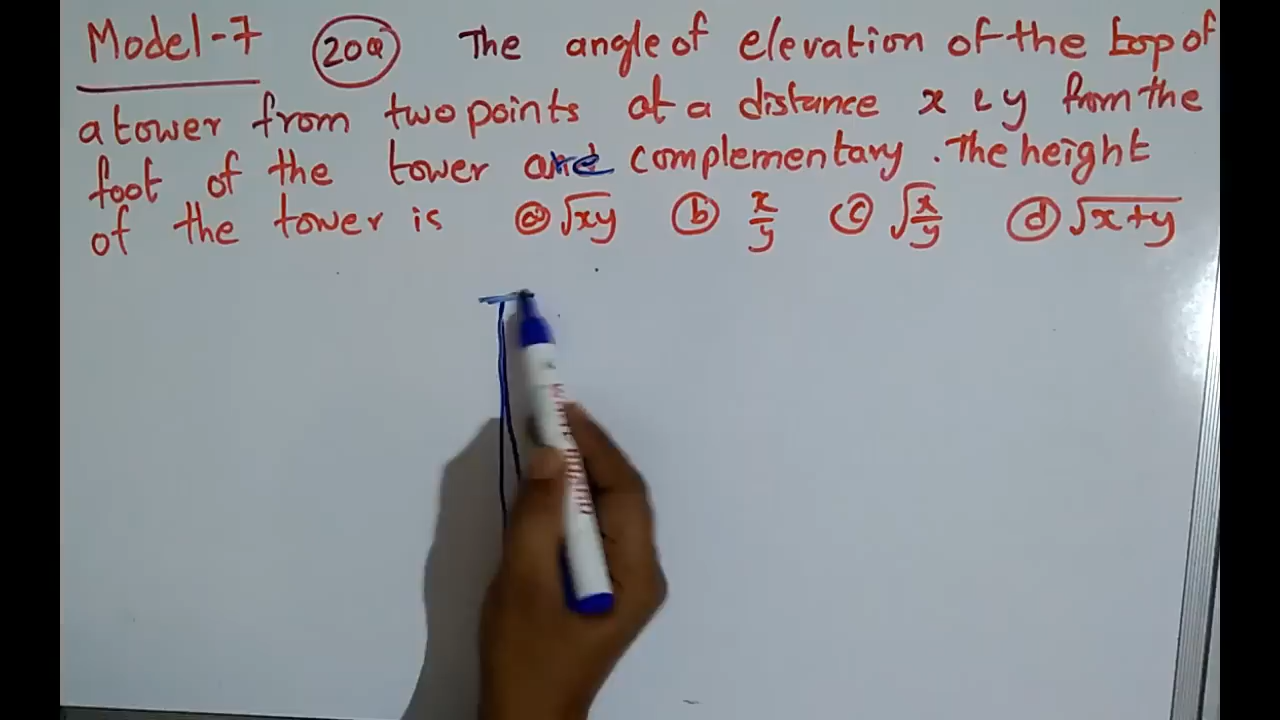 Model-7 20Q The angle of elevation of the top of
a tower from two points at a distance x & y from the
foot of the tower are complementary. The height
of the tower is a √xy b x/y c √x/y d √x+y